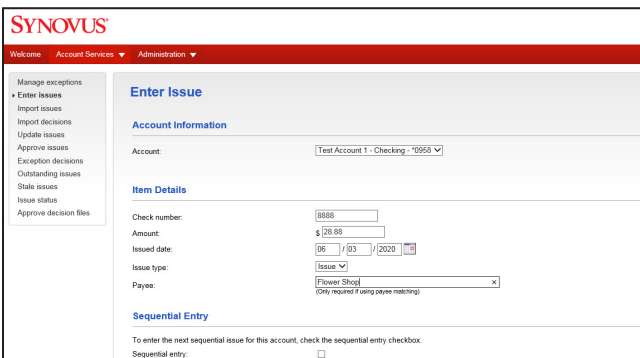 SYNOVUS®
Welcome Account Services Administration
Manage exceptions
Enter issues
Import issues
Import decisions
Update issues
Approve issues
Exception decisions
Outstanding issues
Stale issues
Issue status
Approve decision files
Enter Issue
Account Information
Account: Test Account 1 - Checking - *0958
Item Details
Check number: 8888
Amount: $ 28.88
Issued date: 06 / 03 / 2020
Issue type: Issue
Payee: Flower Shop ×
(Only required if using payee matching)
Sequential Entry
To enter the next sequential issue for this account, check the sequential entry checkbox.
Sequential entry: